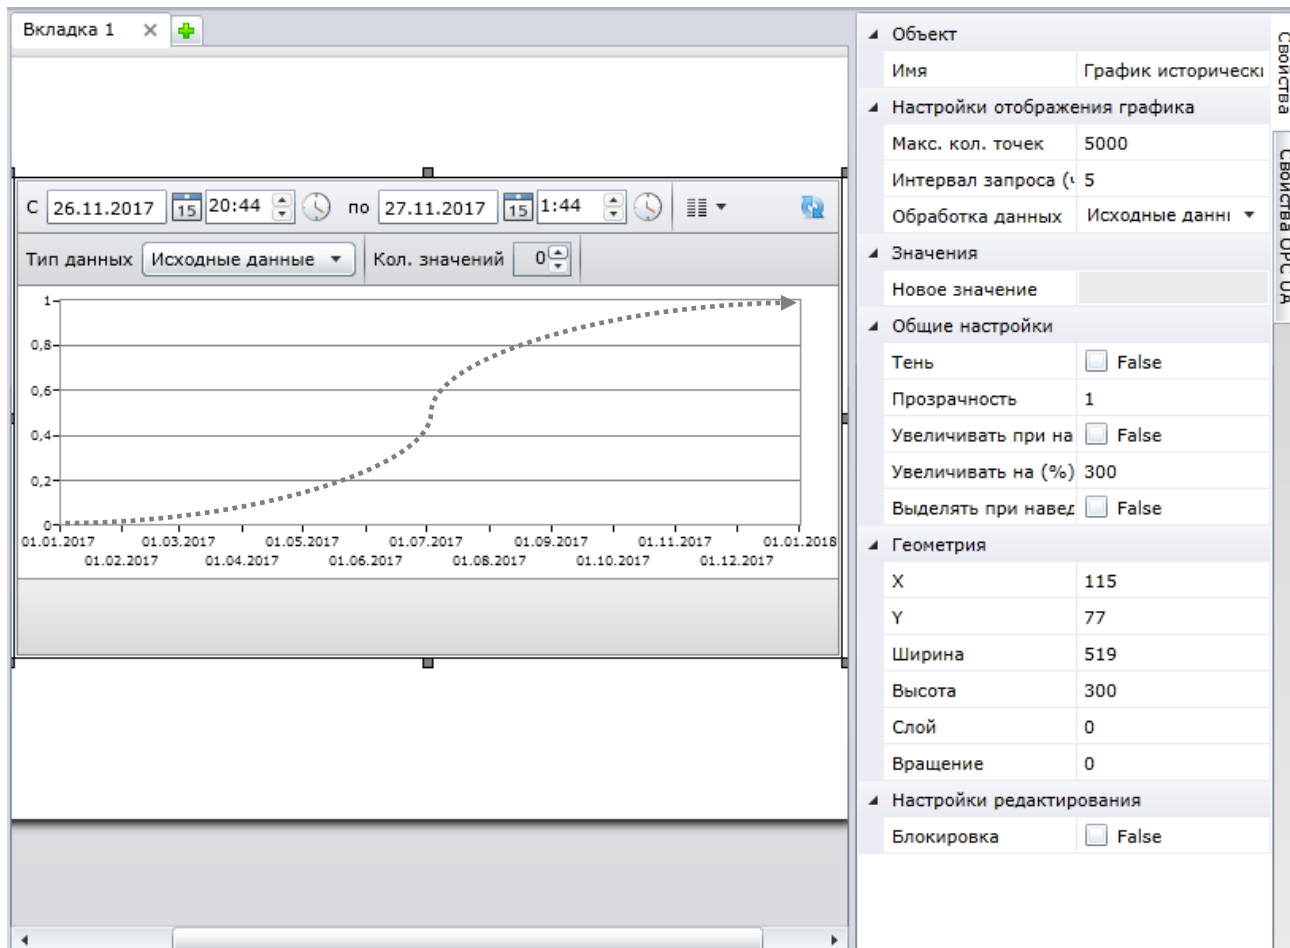 Вкладка 1
С 26.11.2017 15 20:44 по 27.11.2017 15 1:44
Тип данных Исходные данные Кол. значений 0
1
0,8
0,6
0,4
0,2
0
01.01.2017 01.03.2017 01.05.2017 01.07.2017 01.09.2017 01.11.2017 01.01.2018
01.02.2017 01.04.2017 01.06.2017 01.08.2017 01.10.2017 01.12.2017
Объект
Имя График историческ
Настройки отображения графика
Макс. кол. точек 5000
Интервал запроса (ч 5
Обработка данных Исходные данн
Значения
Новое значение
Общие настройки
Тень False
Прозрачность 1
Увеличивать при на False
Увеличивать на (%) 300
Выделять при навед False
Геометрия
X 115
Y 77
Ширина 519
Высота 300
Слой 0
Вращение 0
Настройки редактирования
Блокировка False
Свойства
Свойства OPC UA